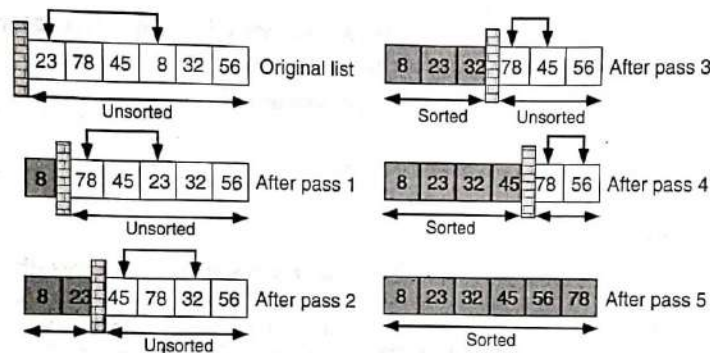 23 78 45 8 32 56 Original list
Unsorted
8 78 45 23 32 56 After pass 1
Unsorted
8 23 45 78 32 56 After pass 2
Unsorted
8 23 32 78 45 56 After pass 3
Sorted Unsorted
8 23 32 45 78 56 After pass 4
Sorted
8 23 32 45 56 78 After pass 5
Sorted